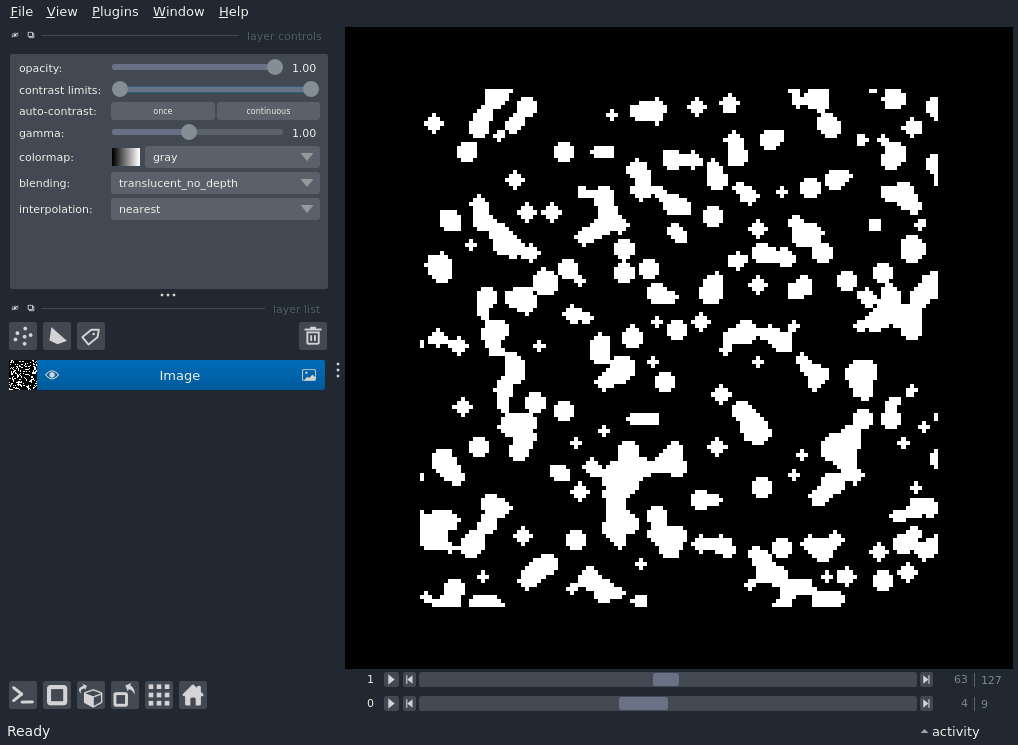 File View Plugins Window Help
layer controls
opacity: 1.00
contrast limits:
auto-contrast: once continuous
gamma: 1.00
colormap: gray
blending: translucent_no_depth
interpolation: nearest
layer list
Image
1 63 127
0 4 9
Ready activity